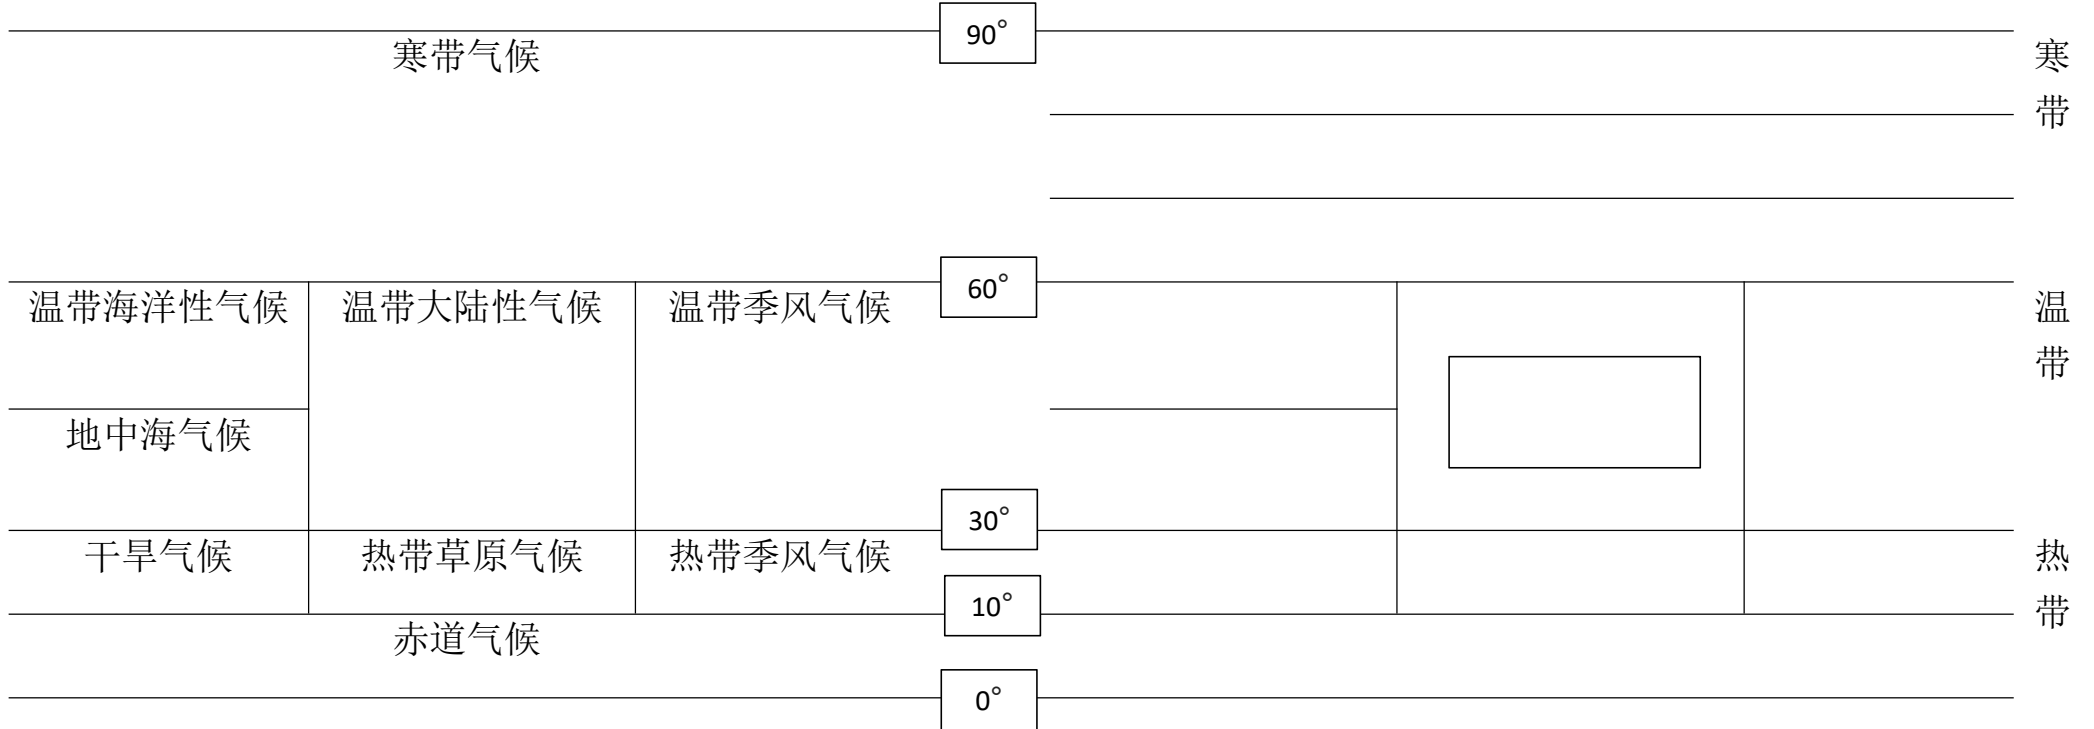 90°
寒带气候
寒带
60°
温带海洋性气候
温带大陆性气候
温带季风气候
温带
地中海气候
30°
干旱气候
热带草原气候
热带季风气候
热带
10°
赤道气候
0°